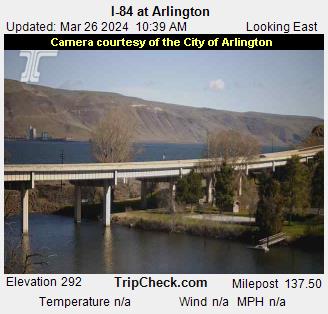 I-84 at Arlington
Updated: Mar 26 2024 10:39 AM Looking East
Camera courtesy of the City of Arlington
Elevation 292 TripCheck.com Milepost 137.50
Temperature n/a Wind n/a MPH n/a